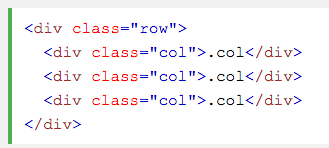 <div class="row">
  <div class="col">.col</div>
  <div class="col">.col</div>
  <div class="col">.col</div>
</div>